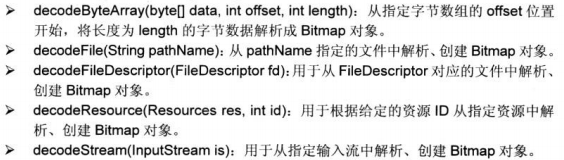 ➢ decodeByteArray(byte[] data, int offset, int length)：从指定字节数组的 offset 位置
开始，将长度为 length 的字节数据解析成 Bitmap 对象。
➢ decodeFile(String pathName)：从 pathName 指定的文件中解析、创建 Bitmap 对象。
➢ decodeFileDescriptor(FileDescriptor fd)：用于从 FileDescriptor 对应的文件中解析、
创建 Bitmap 对象。
➢ decodeResource(Resources res, int id)：用于根据给定的资源 ID 从指定资源中解
析、创建 Bitmap 对象。
➢ decodeStream(InputStream is)：用于从指定输入流中解析、创建 Bitmap 对象。